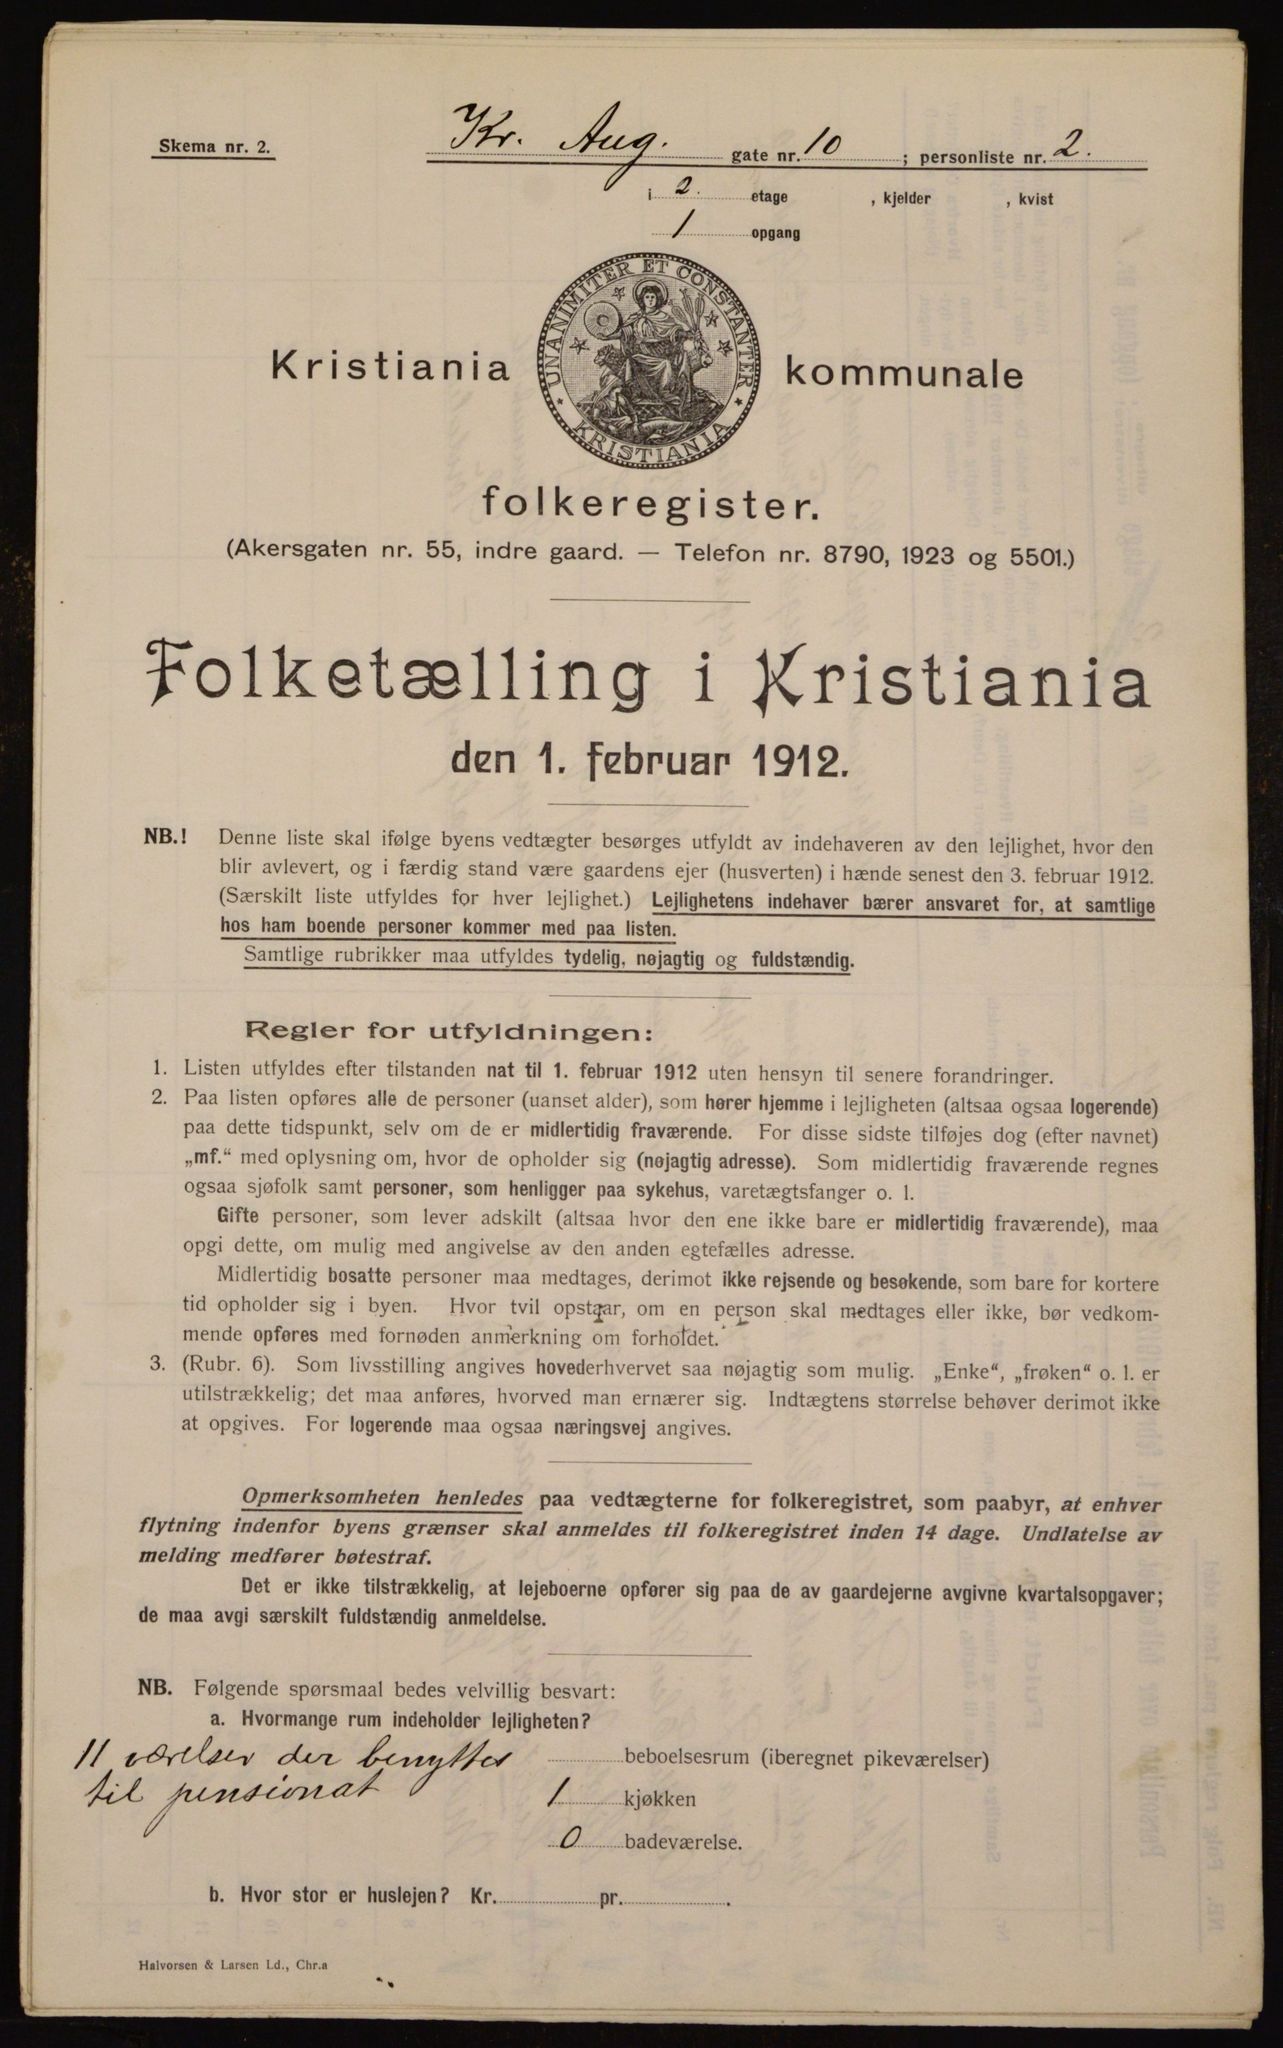 Skema nr. 2.
Kr. Aug. gate nr. 10 ; personliste nr. 2.
i 2. etage , kjelder , kvist
1 opgang
UNANIMITER ET CONSTANTER
KRISTIANIA
Kristiania kommunale
folkeregister.
(Akersgaten nr. 55, indre gaard. — Telefon nr. 8790, 1923 og 5501.)
Folketælling i Kristiania
den 1. februar 1912.
NB.! Denne liste skal ifølge byens vedtægter besørges utfyldt av indehaveren av den lejlighet, hvor den
blir avlevert, og i færdig stand være gaardens ejer (husverten) i hænde senest den 3. februar 1912.
(Særskilt liste utfyldes for hver lejlighet.) Lejlighetens indehaver bærer ansvaret for, at samtlige
hos ham boende personer kommer med paa listen.
Samtlige rubrikker maa utfyldes tydelig, nøjagtig og fuldstændig.
Regler for utfyldningen:
1. Listen utfyldes efter tilstanden nat til 1. februar 1912 uten hensyn til senere forandringer.
2. Paa listen opføres alle de personer (uanset alder), som hører hjemme i lejligheten (altsaa ogsaa logerende)
paa dette tidspunkt, selv om de er midlertidig fraværende. For disse sidste tilføjes dog (efter navnet)
„mf.“ med oplysning om, hvor de opholder sig (nøjagtig adresse). Som midlertidig fraværende regnes
ogsaa sjøfolk samt personer, som henligger paa sykehus, varetægtsfanger o. l.
Gifte personer, som lever adskilt (altsaa hvor den ene ikke bare er midlertidig fraværende), maa
opgi dette, om mulig med angivelse av den anden egtefælles adresse.
Midlertidig bosatte personer maa medtages, derimot ikke rejsende og besøkende, som bare for kortere
tid opholder sig i byen. Hvor tvil opstaar, om en person skal medtages eller ikke, bør vedkom-
mende opføres med fornøden anmerkning om forholdet.
3. (Rubr. 6). Som livsstilling angives hovederhvervet saa nøjagtig som mulig. „Enke“, „frøken“ o. l. er
utilstrækkelig; det maa anføres, hvorved man ernærer sig. Indtægtens størrelse behøver derimot ikke
at opgives. For logerende maa ogsaa næringsvej angives.
Opmerksomheten henledes paa vedtægterne for folkeregistret, som paabyr, at enhver
flytning indenfor byens grænser skal anmeldes til folkeregistret inden 14 dage. Undlatelse av
melding medfører bøtestraf.
Det er ikke tilstrækkelig, at lejeboerne opfører sig paa de av gaardejerne avgivne kvartalsopgaver;
de maa avgi særskilt fuldstændig anmeldelse.
NB. Følgende spørsmaal bedes velvillig besvart:
a. Hvormange rum indeholder lejligheten?
11 værelser der benyttes beboelsesrum (iberegnet pikeværelser)
til pensionat 1 kjøkken
0 badeværelse.
b. Hvor stor er huslejen? Kr. pr. .
Halvorsen & Larsen Ld., Chr.a